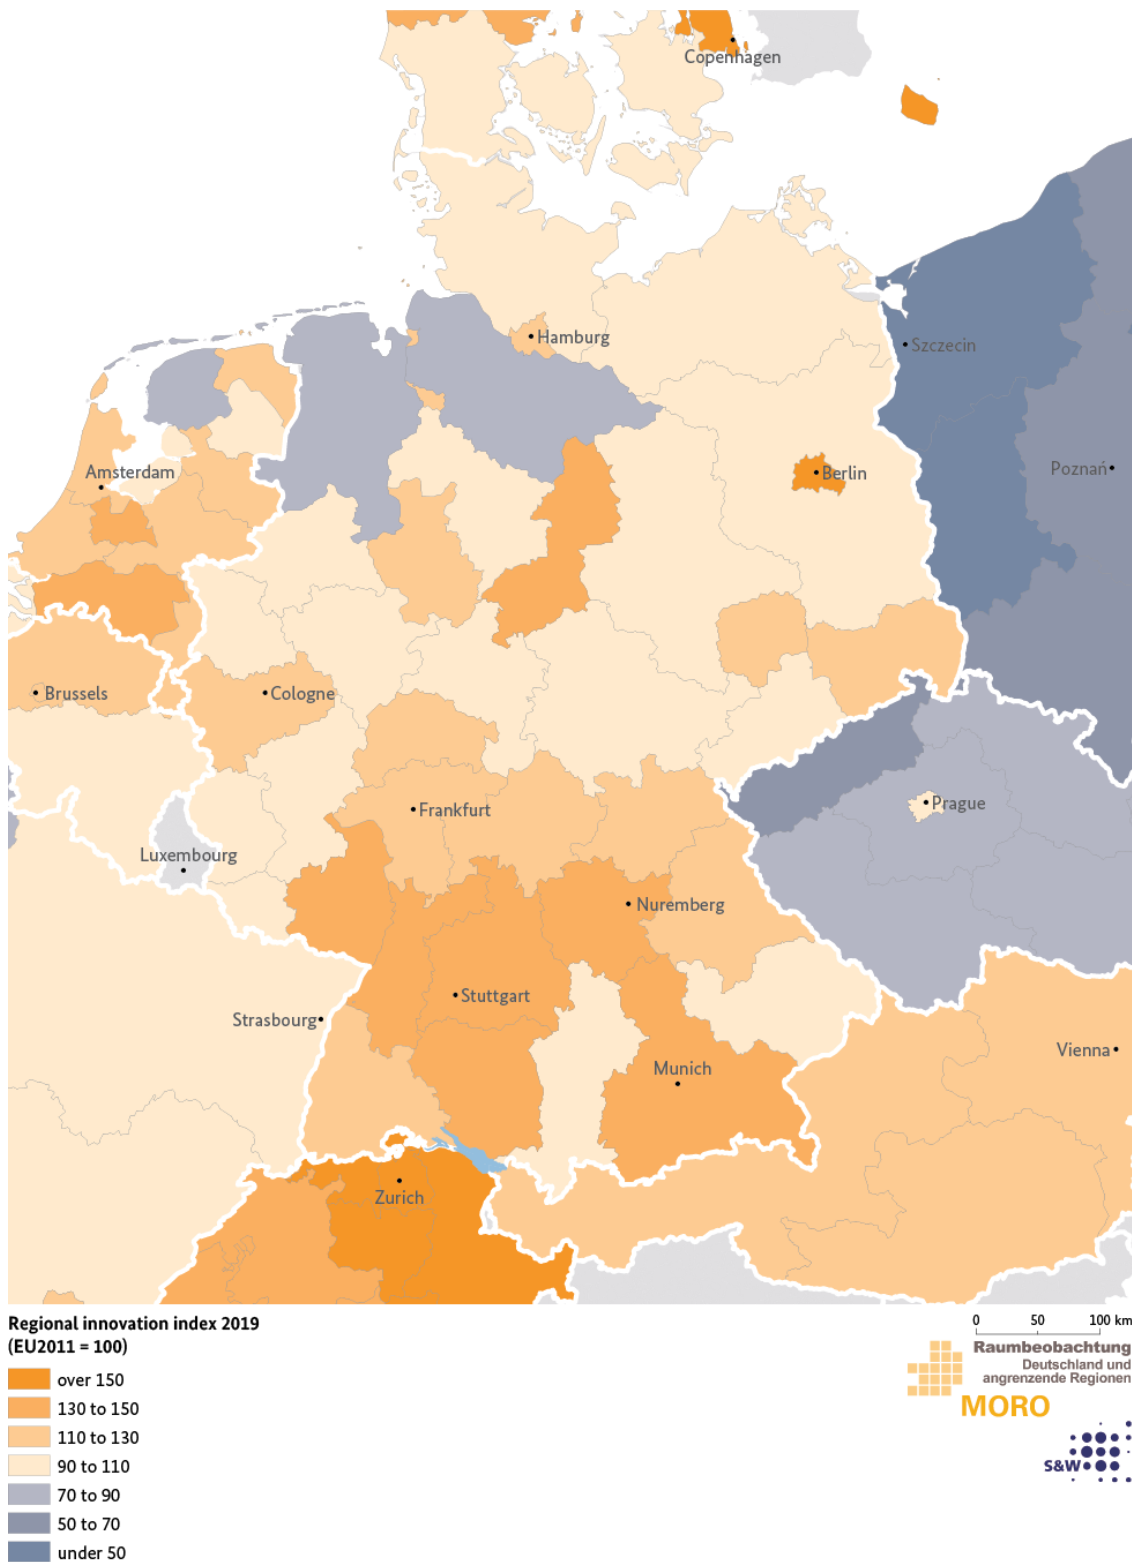 Copenhagen
Hamburg
Szczecin
Amsterdam
Berlin
Poznań
Brussels
Cologne
Frankfurt
Prague
Luxembourg
Nuremberg
Stuttgart
Strasbourg
Vienna
Munich
Zurich
Regional innovation index 2019
(EU2011 = 100)
over 150
130 to 150
110 to 130
90 to 110
70 to 90
50 to 70
under 50
0 50 100 km
Raumbeobachtung
Deutschland und
angrenzende Regionen
MORO
S&W